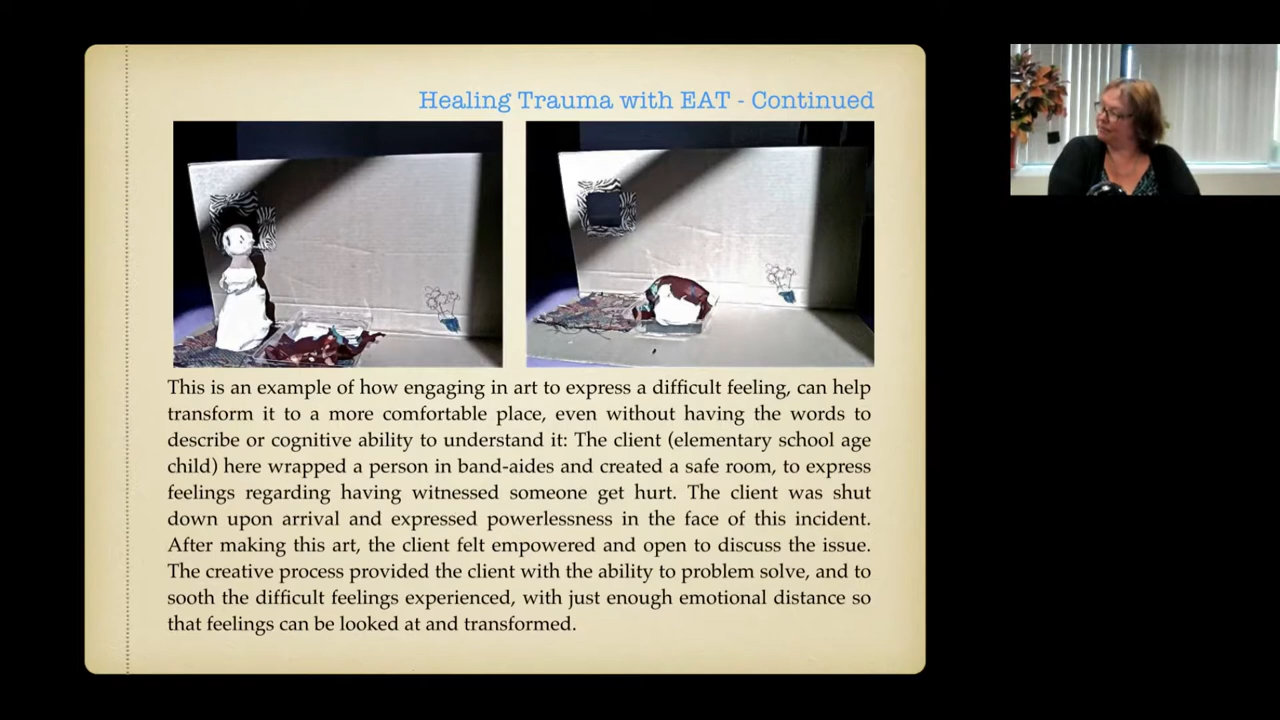 Healing Trauma with EAT - Continued
This is an example of how engaging in art to express a difficult feeling, can help
transform it to a more comfortable place, even without having the words to
describe or cognitive ability to understand it: The client (elementary school age
child) here wrapped a person in band-aides and created a safe room, to express
feelings regarding having witnessed someone get hurt. The client was shut
down upon arrival and expressed powerlessness in the face of this incident.
After making this art, the client felt empowered and open to discuss the issue.
The creative process provided the client with the ability to problem solve, and to
sooth the difficult feelings experienced, with just enough emotional distance so
that feelings can be looked at and transformed.